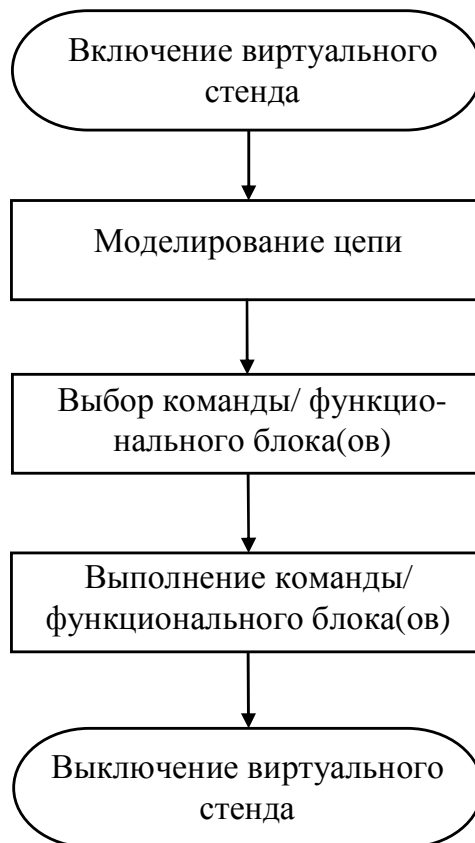 Включение виртуального
стенда
Моделирование цепи
Выбор команды/ функцио-
нального блока(ов)
Выполнение команды/
функционального блока(ов)
Выключение виртуального
стенда